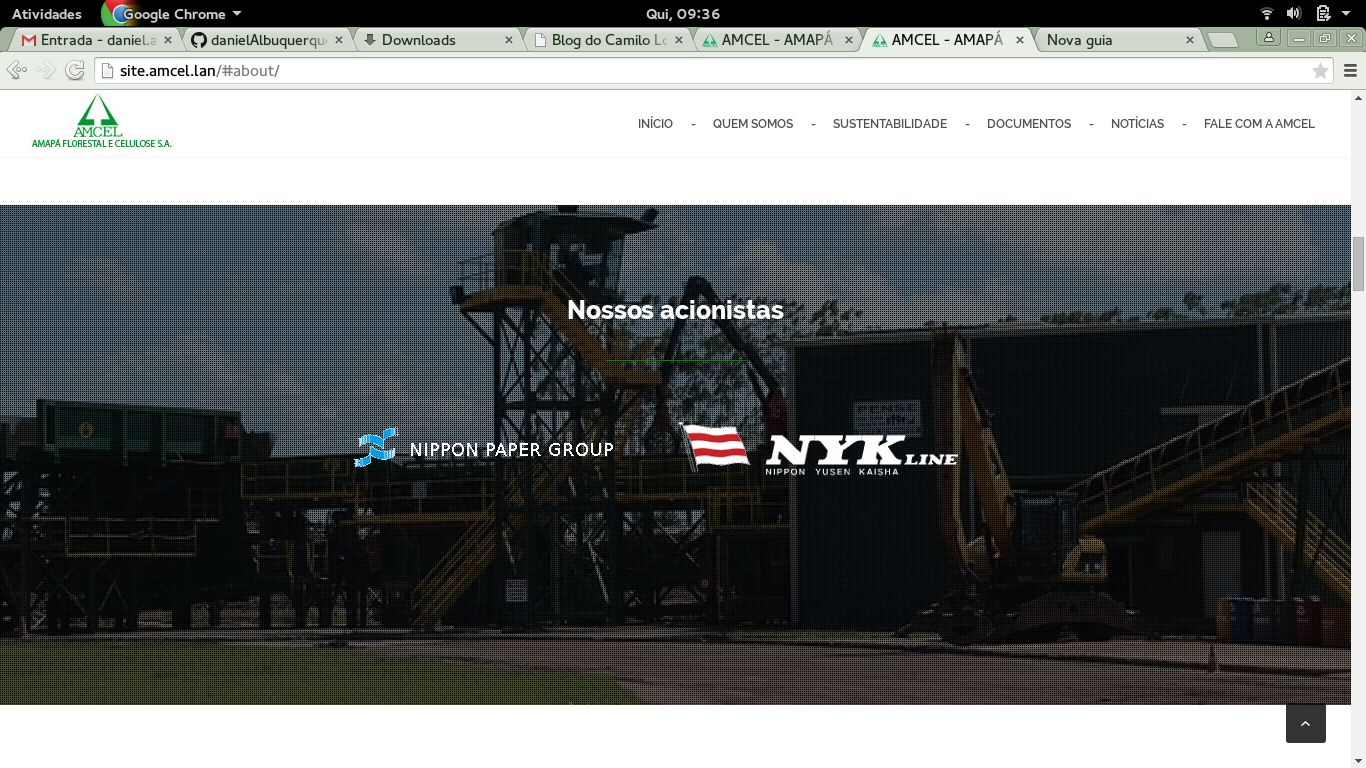 Atividades Google Chrome Qui, 09:36
Entrada - daniel.a danielAlbuquerqu Downloads Blog do Camilo Lo AMCEL - AMAPÁ AMCEL - AMAPÁ Nova guia
site.amcel.lan/#about/
AMCEL
AMAPÁ FLORESTAL E CELULOSE S.A.
INÍCIO - QUEM SOMOS - SUSTENTABILIDADE - DOCUMENTOS - NOTÍCIAS - FALE COM A AMCEL
Nossos acionistas
NIPPON PAPER GROUP
NYK LINE
NIPPON YUSEN KAISHA